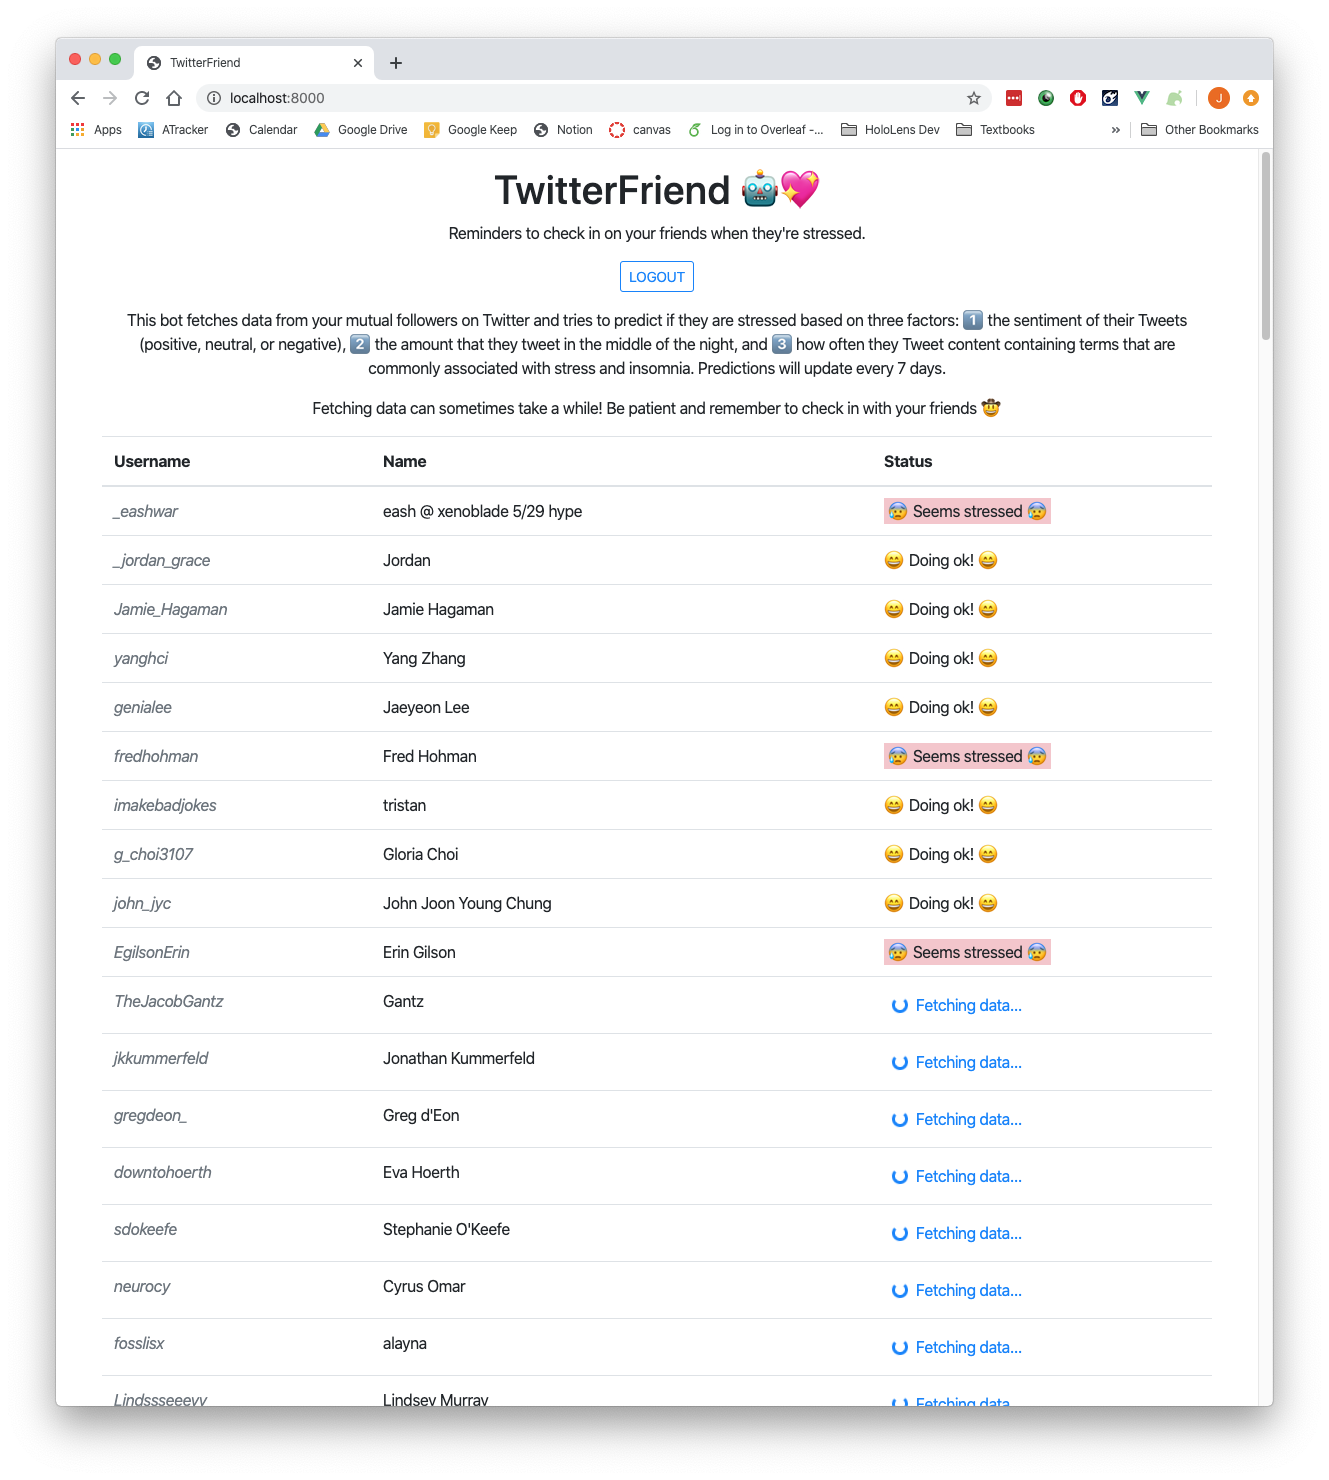 TwitterFriend
localhost:8000
J
Apps ATracker Calendar Google Drive Google Keep Notion canvas Log in to Overleaf -... HoloLens Dev Textbooks » Other Bookmarks
TwitterFriend 🤖💖
Reminders to check in on your friends when they're stressed.
LOGOUT
This bot fetches data from your mutual followers on Twitter and tries to predict if they are stressed based on three factors: 1️⃣ the sentiment of their Tweets
(positive, neutral, or negative), 2️⃣ the amount that they tweet in the middle of the night, and 3️⃣ how often they Tweet content containing terms that are
commonly associated with stress and insomnia. Predictions will update every 7 days.
Fetching data can sometimes take a while! Be patient and remember to check in with your friends 🤠
Username Name Status
_eashwar eash @ xenoblade 5/29 hype 😰 Seems stressed 😰
_jordan_grace Jordan 😄 Doing ok! 😄
Jamie_Hagaman Jamie Hagaman 😄 Doing ok! 😄
yanghci Yang Zhang 😄 Doing ok! 😄
genialee Jaeyeon Lee 😄 Doing ok! 😄
fredhohman Fred Hohman 😰 Seems stressed 😰
imakebadjokes tristan 😄 Doing ok! 😄
g_choi3107 Gloria Choi 😄 Doing ok! 😄
john_jyc John Joon Young Chung 😄 Doing ok! 😄
EgilsonErin Erin Gilson 😰 Seems stressed 😰
TheJacobGantz Gantz Fetching data...
jkkummerfeld Jonathan Kummerfeld Fetching data...
gregdeon_ Greg d'Eon Fetching data...
downtohoerth Eva Hoerth Fetching data...
sdokeefe Stephanie O'Keefe Fetching data...
neurocy Cyrus Omar Fetching data...
fosslisx alayna Fetching data...
Lindssseeeyy Lindsey Murray Fetching data